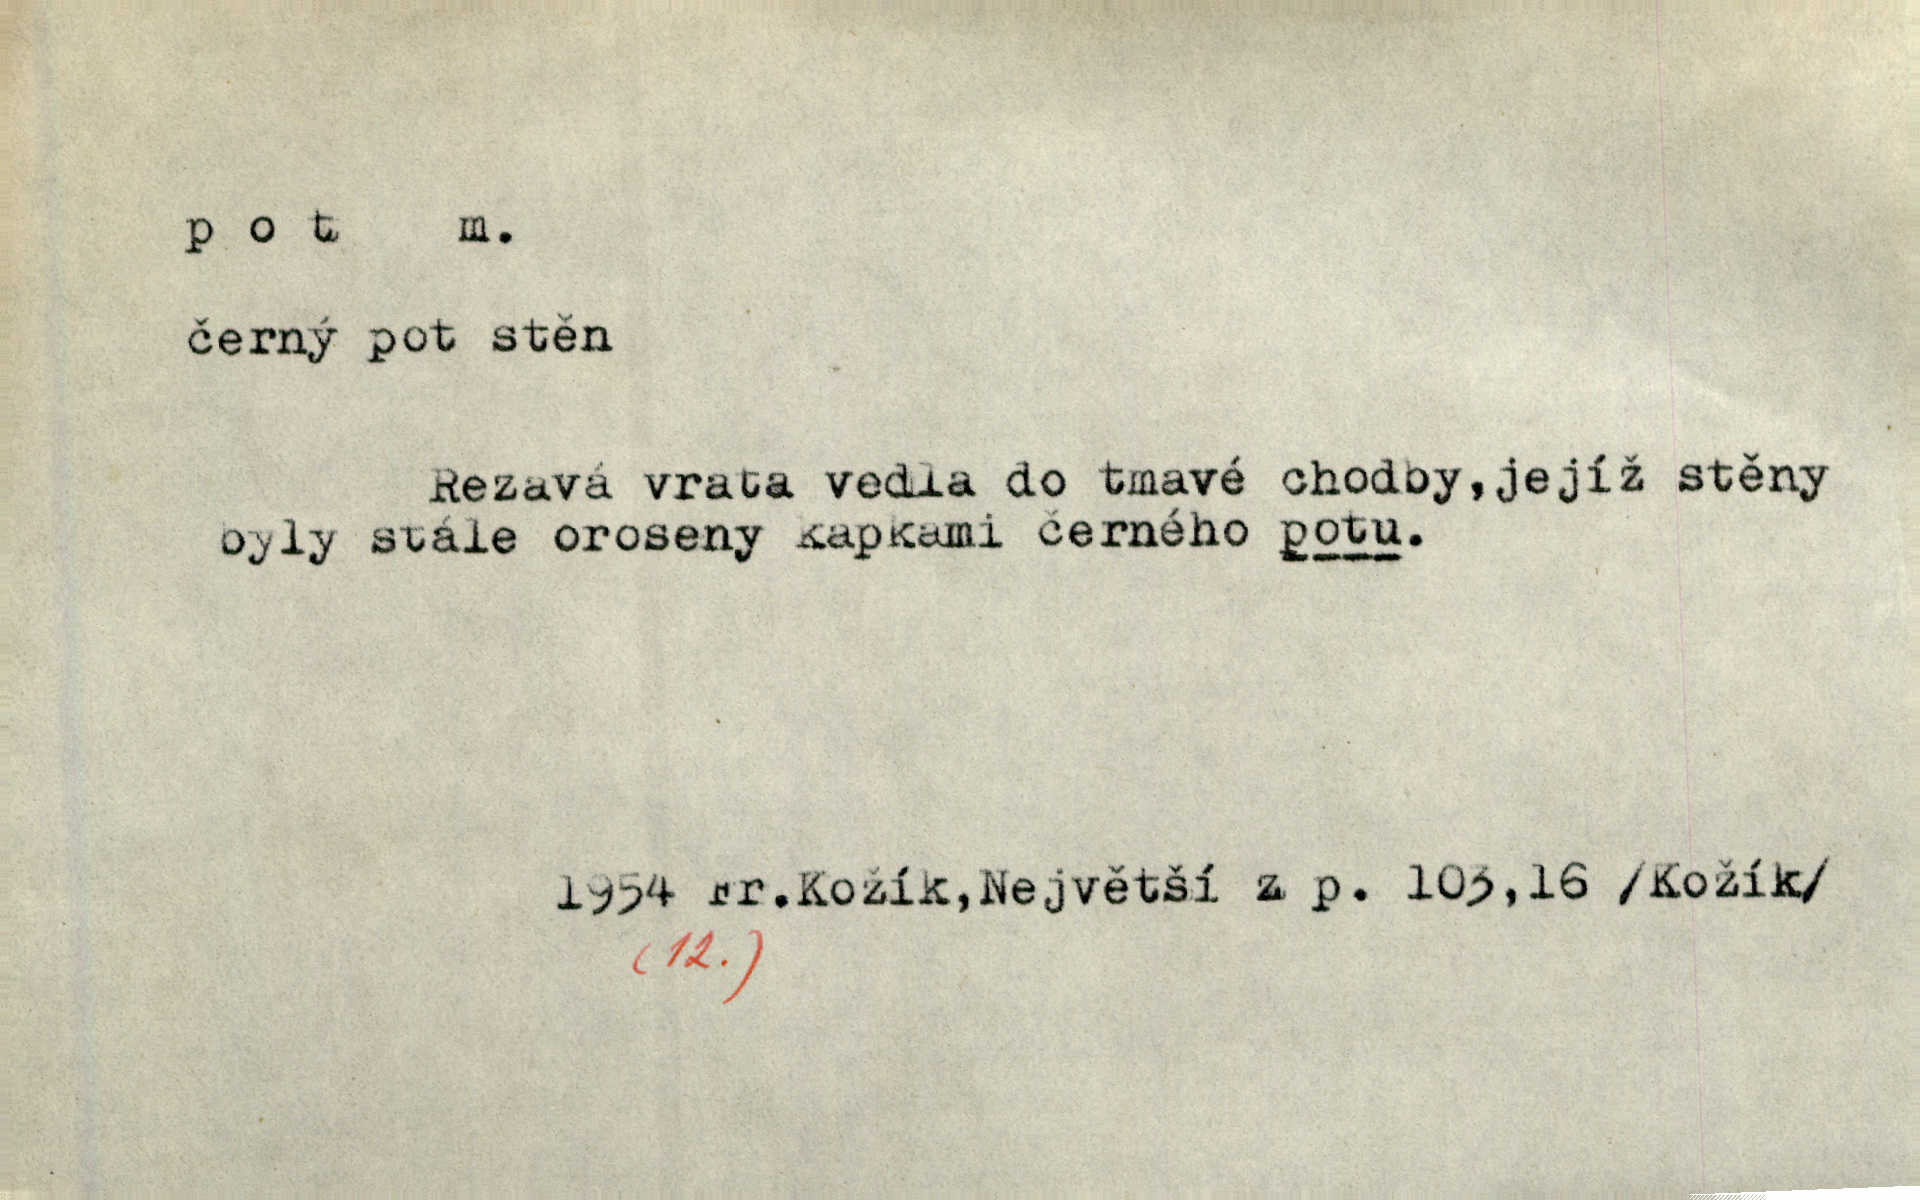 p o t m.
černý pot stěn
Rezavá vrata vedla do tmavé chodby,jejíž stěny
byly stále oroseny kapkami černého potu.
1954 Fr.Kožík,Největší z p. 103,16 /Kožík/
(12.)